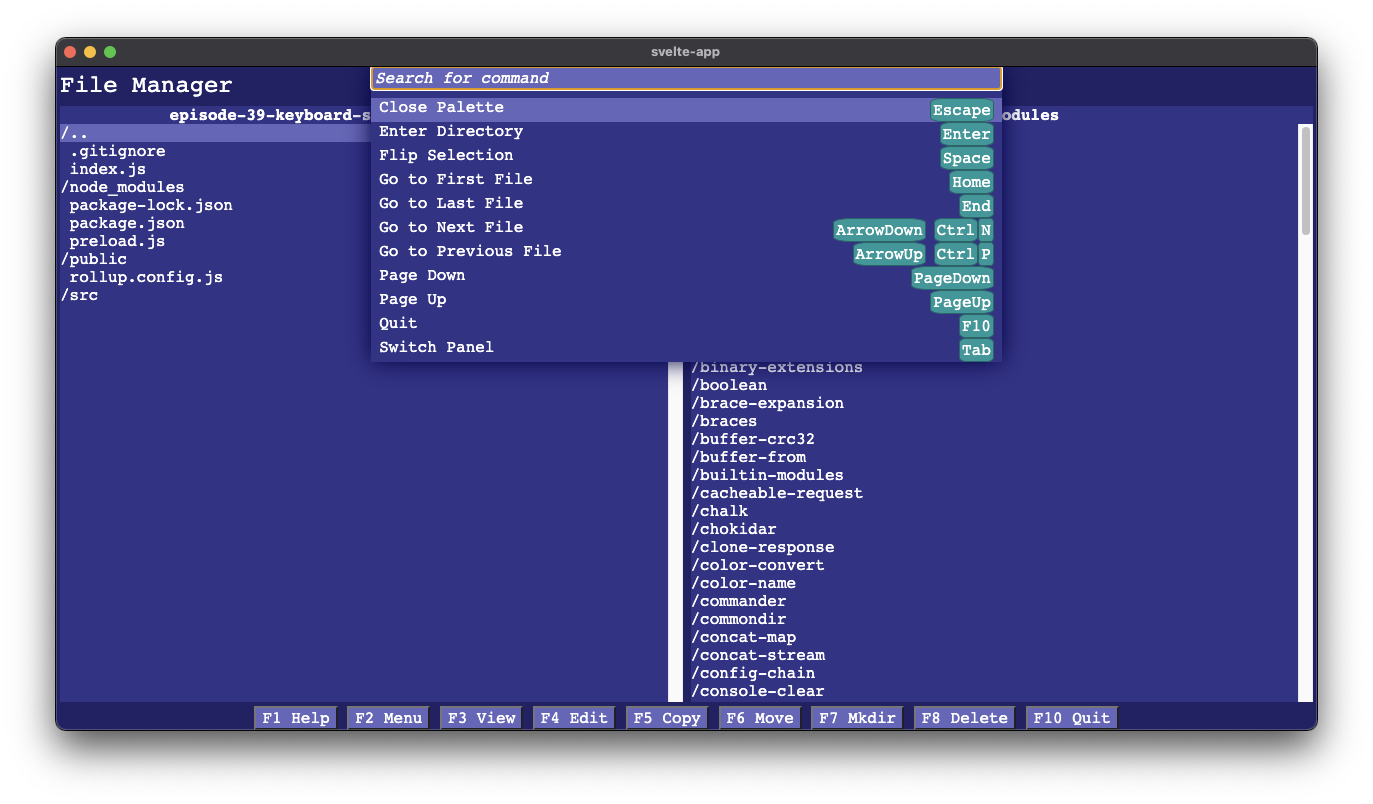 svelte-app
File Manager
Search for command
Close Palette Escape
Enter Directory Enter
Flip Selection Space
Go to First File Home
Go to Last File End
Go to Next File ArrowDown Ctrl N
Go to Previous File ArrowUp Ctrl P
Page Down PageDown
Page Up PageUp
Quit F10
Switch Panel Tab
episode-39-keyboard-s
/..
.gitignore
index.js
/node_modules
package-lock.json
package.json
preload.js
/public
rollup.config.js
/src
odules
/binary-extensions
/boolean
/brace-expansion
/braces
/buffer-crc32
/buffer-from
/builtin-modules
/cacheable-request
/chalk
/chokidar
/clone-response
/color-convert
/color-name
/commander
/commondir
/concat-map
/concat-stream
/config-chain
/console-clear
F1 Help F2 Menu F3 View F4 Edit F5 Copy F6 Move F7 Mkdir F8 Delete F10 Quit